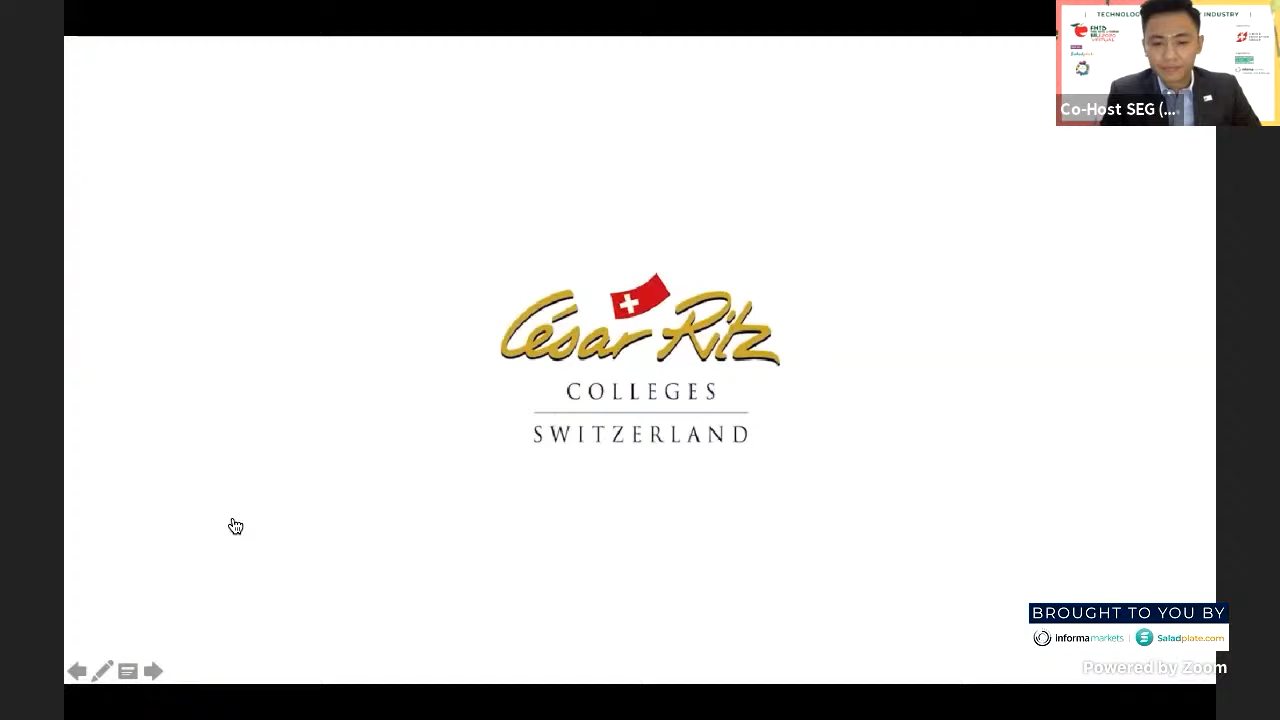 César Ritz
COLLEGES
SWITZERLAND
Co-Host SEG (...
BROUGHT TO YOU BY
informa markets | Saladplate.com
Powered by Zoom